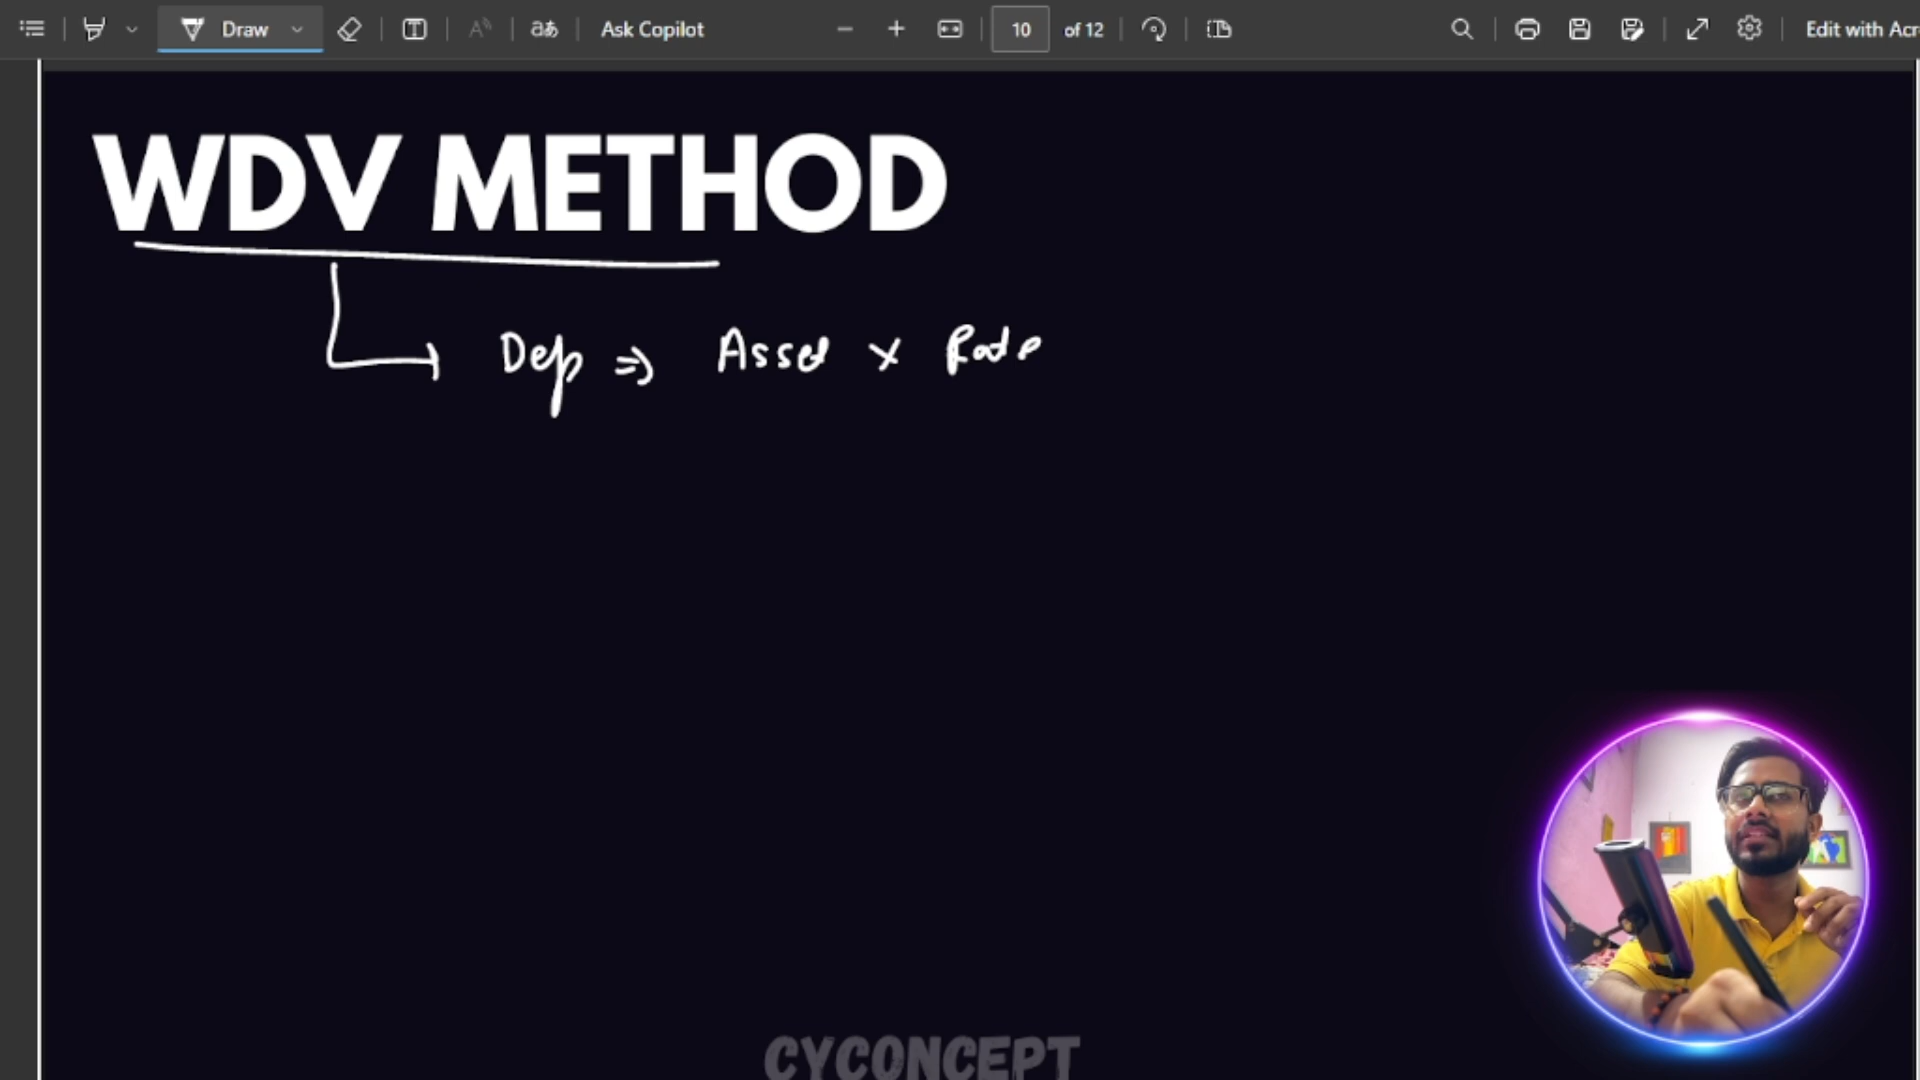 Draw
Ask Copilot
10 of 12
Edit with Acr
WDV METHOD
Dep ⇒ Asset × Rate
CYCONCEPT